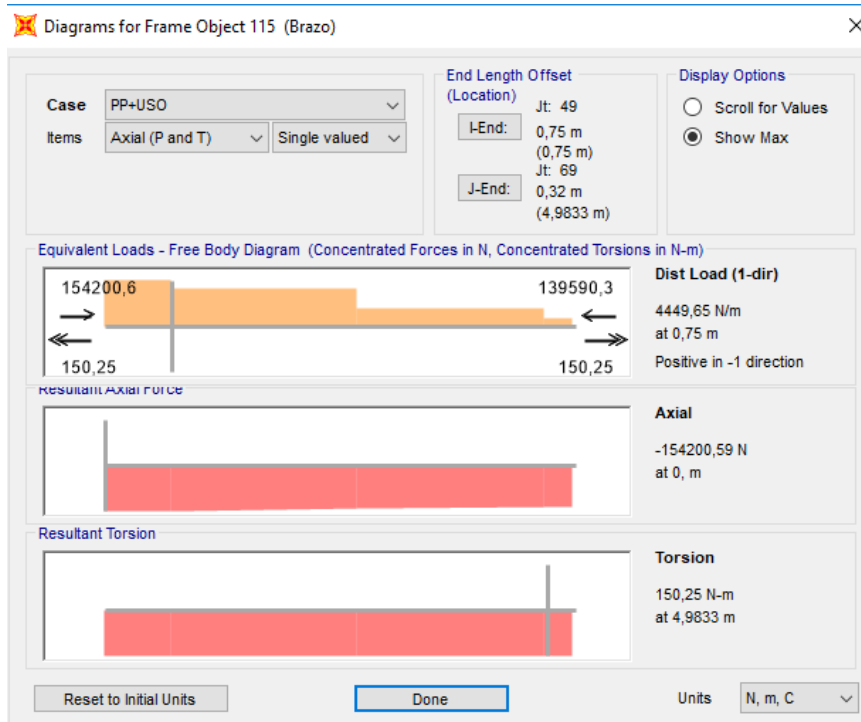 Diagrams for Frame Object 115 (Brazo)
Case PP+USO
Items Axial (P and T) Single valued
End Length Offset
(Location)
Jt: 49
I-End: 0,75 m
(0,75 m)
Jt: 69
J-End: 0,32 m
(4,9833 m)
Display Options
Scroll for Values
Show Max
Equivalent Loads - Free Body Diagram (Concentrated Forces in N, Concentrated Torsions in N-m)
154200,6 139590,3
150,25 150,25
Dist Load (1-dir)
4449,65 N/m
at 0,75 m
Positive in -1 direction
Resultant Axial Force
Axial
-154200,59 N
at 0, m
Resultant Torsion
Torsion
150,25 N-m
at 4,9833 m
Reset to Initial Units Done Units N, m, C